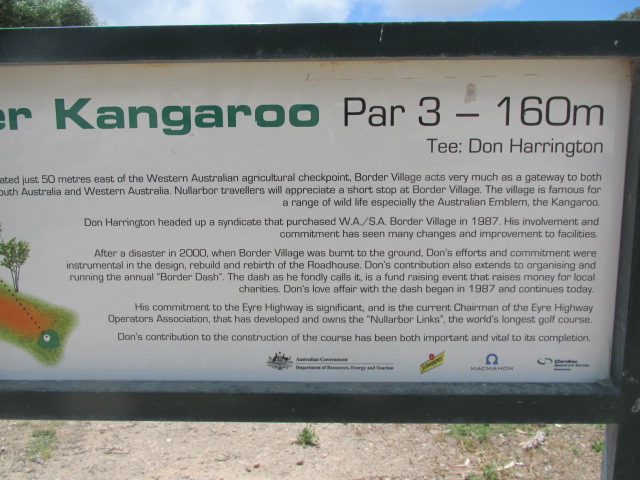 er Kangaroo Par 3 – 160m
Tee: Don Harrington
ated just 50 metres east of the Western Australian agricultural checkpoint, Border Village acts very much as a gateway to both
outh Australia and Western Australia. Nullarbor travellers will appreciate a short stop at Border Village. The village is famous for
a range of wild life especially the Australian Emblem, the Kangaroo.
Don Harrington headed up a syndicate that purchased W.A./S.A. Border Village in 1987. His involvement and
commitment has seen many changes and improvement to facilities.
After a disaster in 2000, when Border Village was burnt to the ground, Don's efforts and commitment were
instrumental in the design, rebuild and rebirth of the Roadhouse. Don's contribution also extends to organising and
running the annual "Border Dash". The dash as he fondly calls it, is a fund raising event that raises money for local
charities. Don's love affair with the dash began in 1987 and continues today.
His commitment to the Eyre Highway is significant, and is the current Chairman of the Eyre Highway
Operators Association, that has developed and owns the "Nullarbor Links", the world's longest golf course.
Don's contribution to the construction of the course has been both important and vital to its completion.
Australian Government
Department of Resources, Energy and Tourism
Schweppes
MACMAHON